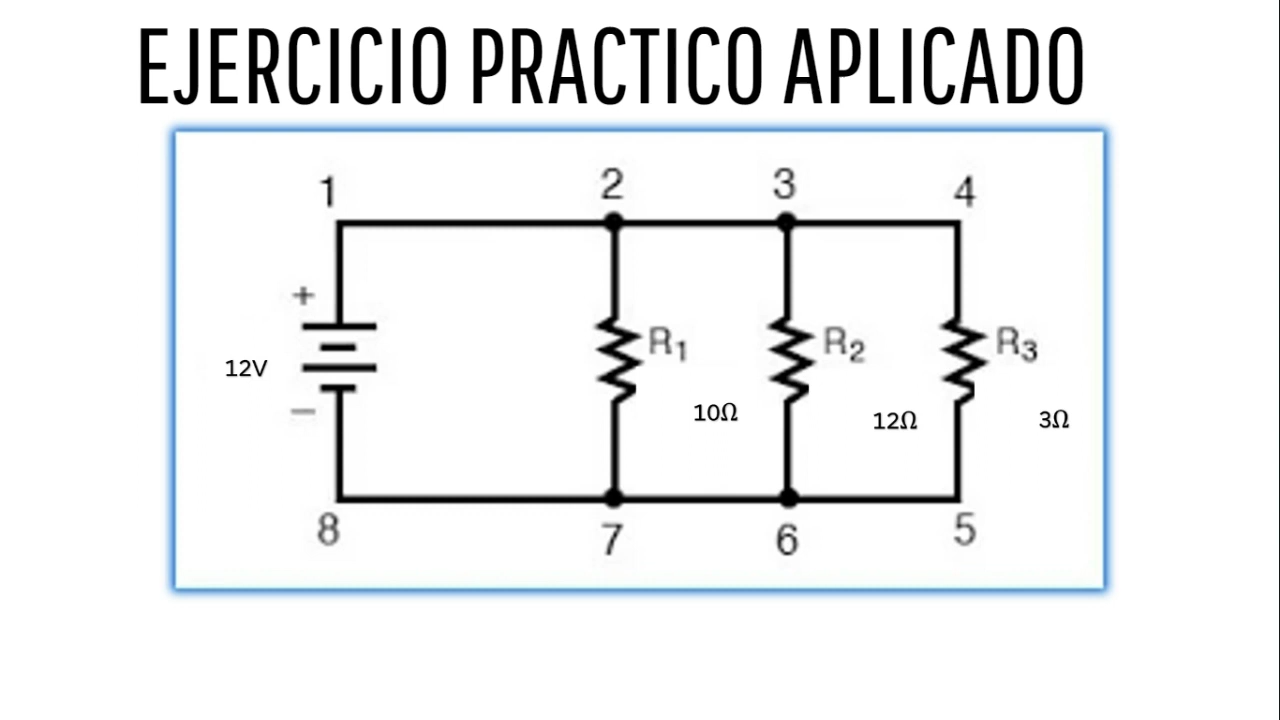 EJERCICIO PRACTICO APLICADO
1
2
3
4
+
12V
R1
R2
R3
10Ω
12Ω
3Ω
−
8
7
6
5